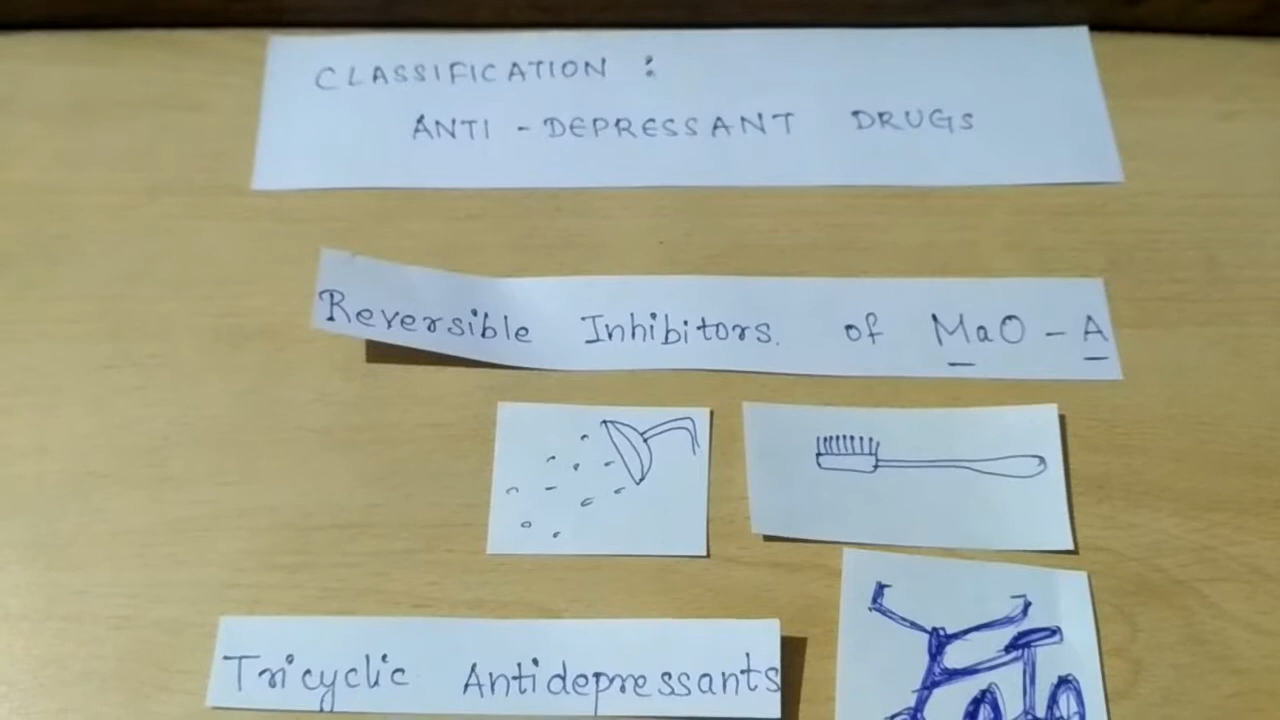 CLASSIFICATION :
ANTI - DEPRESSANT DRUGS
Reversible Inhibitors. of MaO - A
Tricyclic Antidepressants